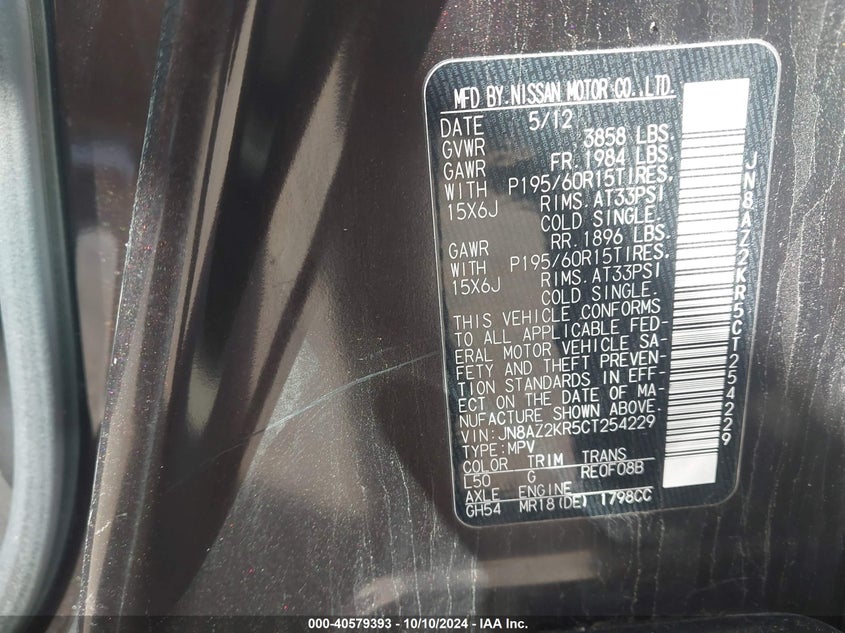 MFD BY. NISSAN MOTOR CO., LTD.
DATE 5/12
GVWR 3858 LBS.
GAWR FR. 1984 LBS.
WITH P195/60R15TIRES.
15X6J RIMS. AT33PSI
COLD SINGLE.
GAWR RR. 1896 LBS.
WITH P195/60R15TIRES.
15X6J RIMS. AT33PSI
COLD SINGLE.
THIS VEHICLE CONFORMS
TO ALL APPLICABLE FED-
ERAL MOTOR VEHICLE SA-
FETY AND THEFT PREVEN-
TION STANDARDS IN EFF-
ECT ON THE DATE OF MA-
NUFACTURE SHOWN ABOVE.
VIN: JN8AZ2KR5CT254229
TYPE: MPV
COLOR TRIM TRANS
L50 G RE0F08B
AXLE ENGINE
GH54 MR18(DE) 1798CC
JN8AZ2KR5CT254229
000-40579393 - 10/10/2024 - IAA Inc.